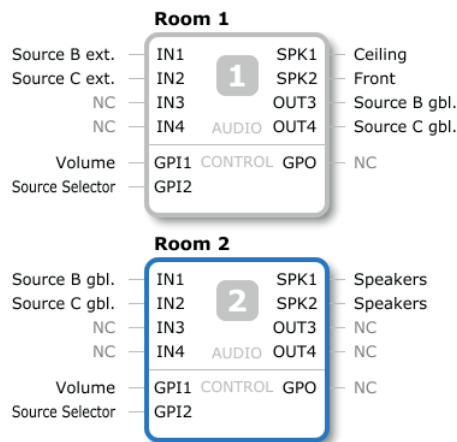 Room 1
Source B ext. IN1 SPK1 Ceiling
Source C ext. IN2 1 SPK2 Front
NC IN3 OUT3 Source B gbl.
NC IN4 AUDIO OUT4 Source C gbl.
Volume GPI1 CONTROL GPO NC
Source Selector GPI2
Room 2
Source B gbl. IN1 SPK1 Speakers
Source C gbl. IN2 2 SPK2 Speakers
NC IN3 OUT3 NC
NC IN4 AUDIO OUT4 NC
Volume GPI1 CONTROL GPO NC
Source Selector GPI2